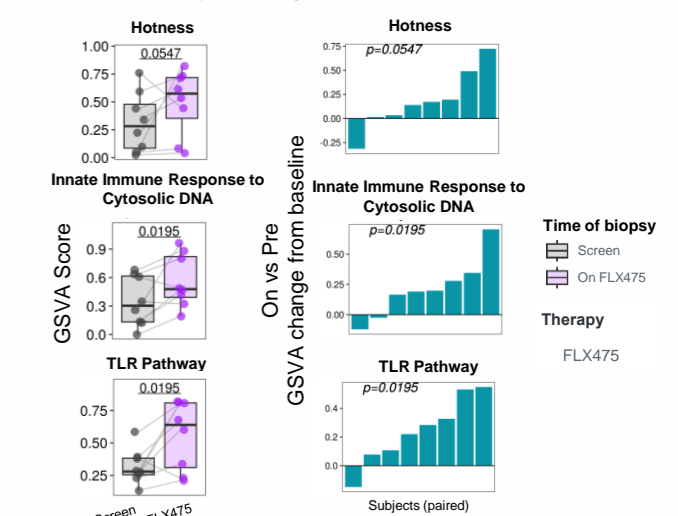 Hotness
0.0547
1.00
0.75
0.50
0.25
0.00
Hotness
p=0.0547
0.75
0.50
0.25
0.00
-0.25
Innate Immune Response to
Cytosolic DNA
0.0195
0.9
0.6
0.3
0.0
Innate Immune Response to
Cytosolic DNA
p=0.0195
0.50
0.25
0.00
GSVA Score
On vs Pre
GSVA change from baseline
TLR Pathway
0.0195
0.75
0.50
0.25
TLR Pathway
p=0.0195
0.4
0.2
0.0
Subjects (paired)
Time of biopsy
Screen
On FLX475
Therapy
FLX475